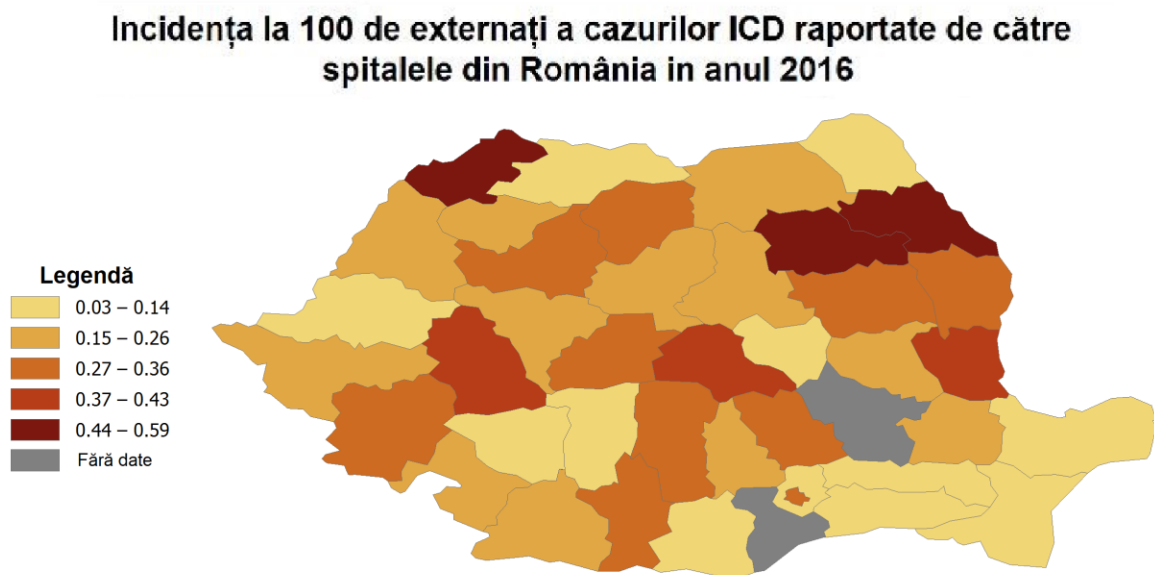 Incidența la 100 de externați a cazurilor ICD raportate de către
spitalele din România in anul 2016
Legendă
0.03 – 0.14
0.15 – 0.26
0.27 – 0.36
0.37 – 0.43
0.44 – 0.59
Fără date